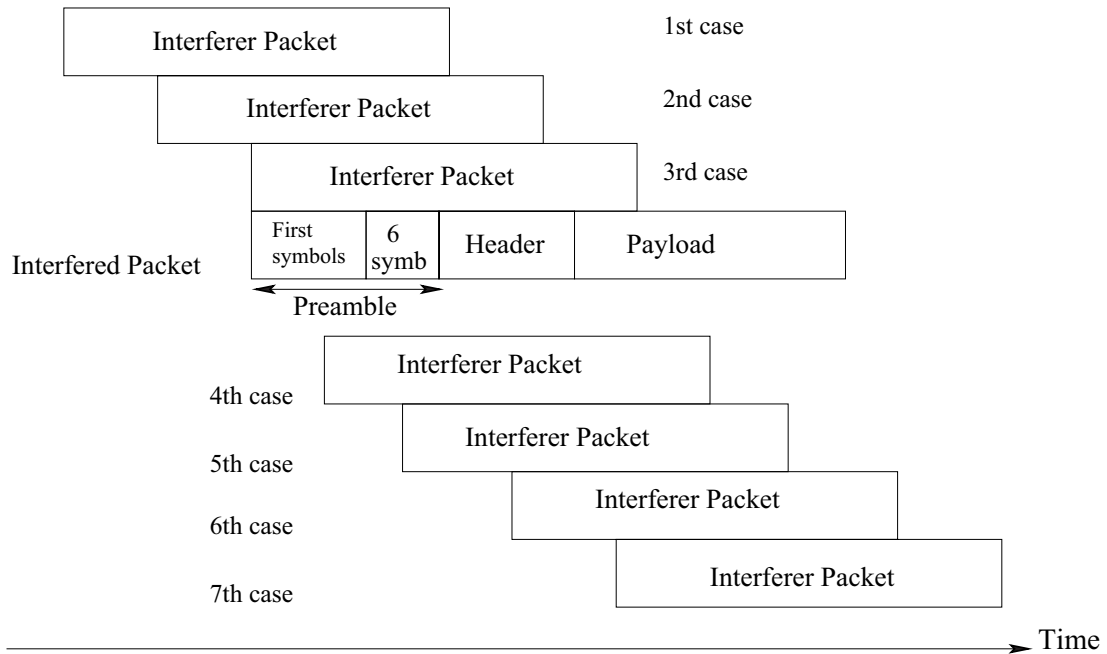 Interferer Packet
1st case
Interferer Packet
2nd case
Interferer Packet
3rd case
First
symbols
6
symb
Header
Payload
Interfered Packet
Preamble
Interferer Packet
4th case
Interferer Packet
5th case
Interferer Packet
6th case
Interferer Packet
7th case
Time